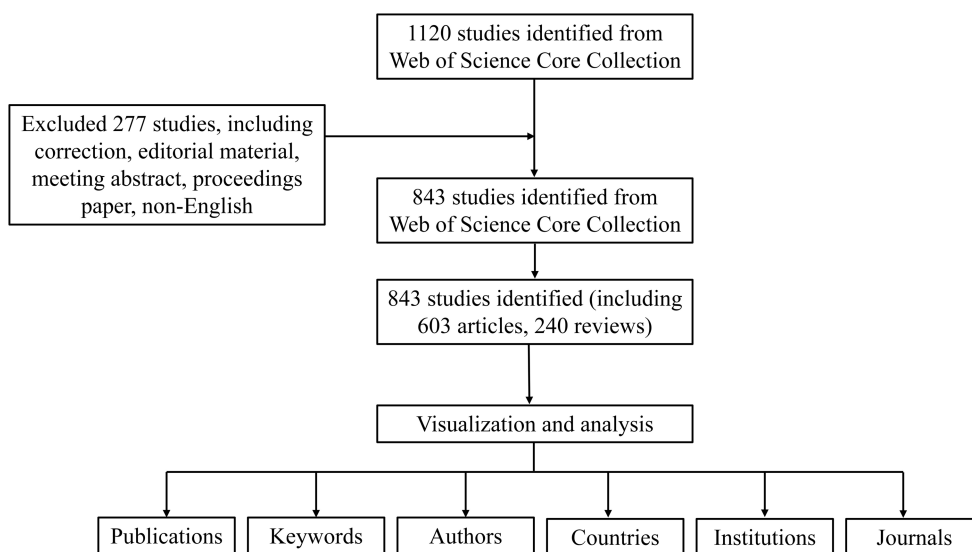 1120 studies identified from
Web of Science Core Collection
Excluded 277 studies, including
correction, editorial material,
meeting abstract, proceedings
paper, non-English
843 studies identified from
Web of Science Core Collection
843 studies identified (including
603 articles, 240 reviews)
Visualization and analysis
Publications
Keywords
Authors
Countries
Institutions
Journals